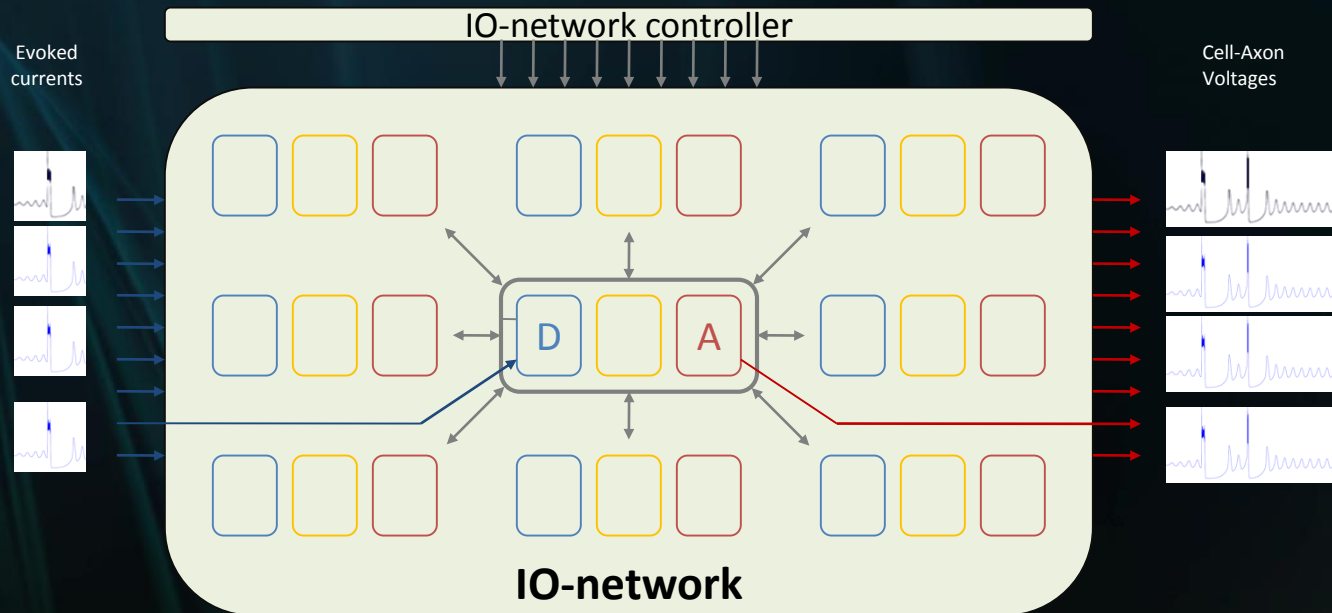 IO-network controller
Evoked
currents
Cell-Axon
Voltages
D
A
IO-network